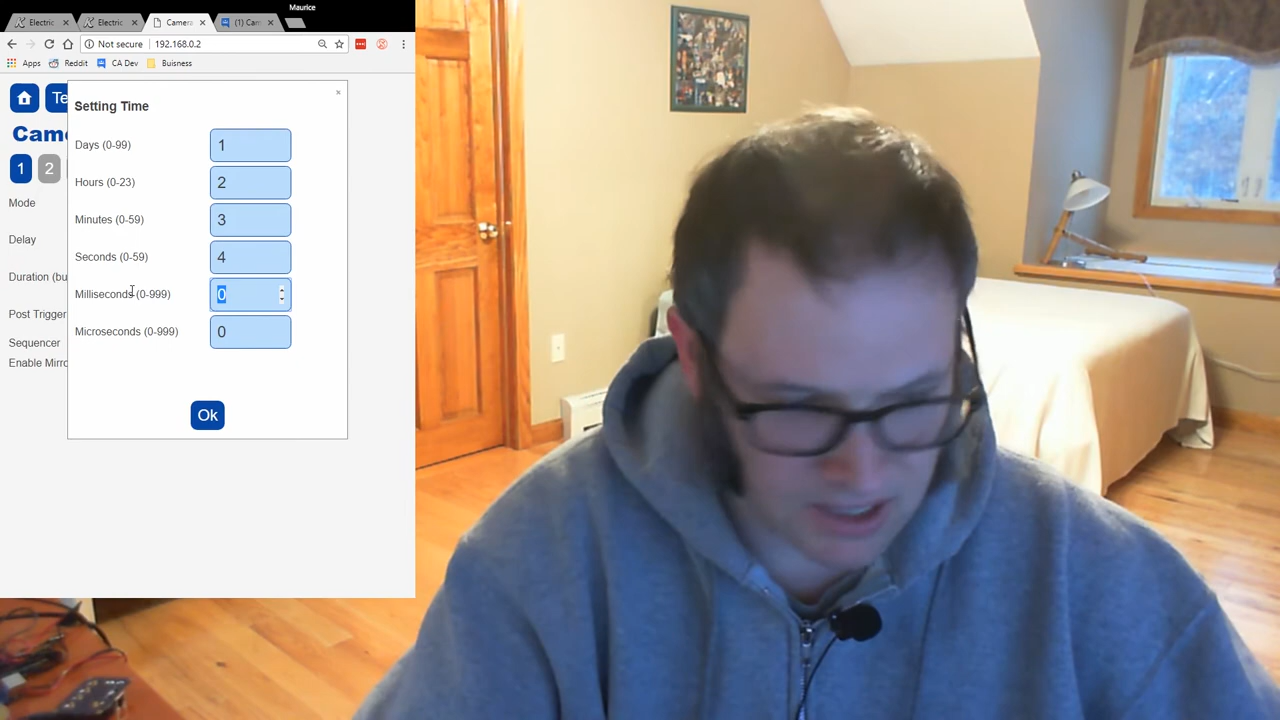 Maurice
Electric
Electric
Camera
(1) Cam
Not secure | 192.168.0.2
Apps Reddit CA Dev Buisness
Te
Came
1 2
Mode
Delay
Duration (bu
Post Trigger
Sequencer
Enable Mirro
Setting Time
Days (0-99) 1
Hours (0-23) 2
Minutes (0-59) 3
Seconds (0-59) 4
Milliseconds (0-999) 0
Microseconds (0-999) 0
Ok